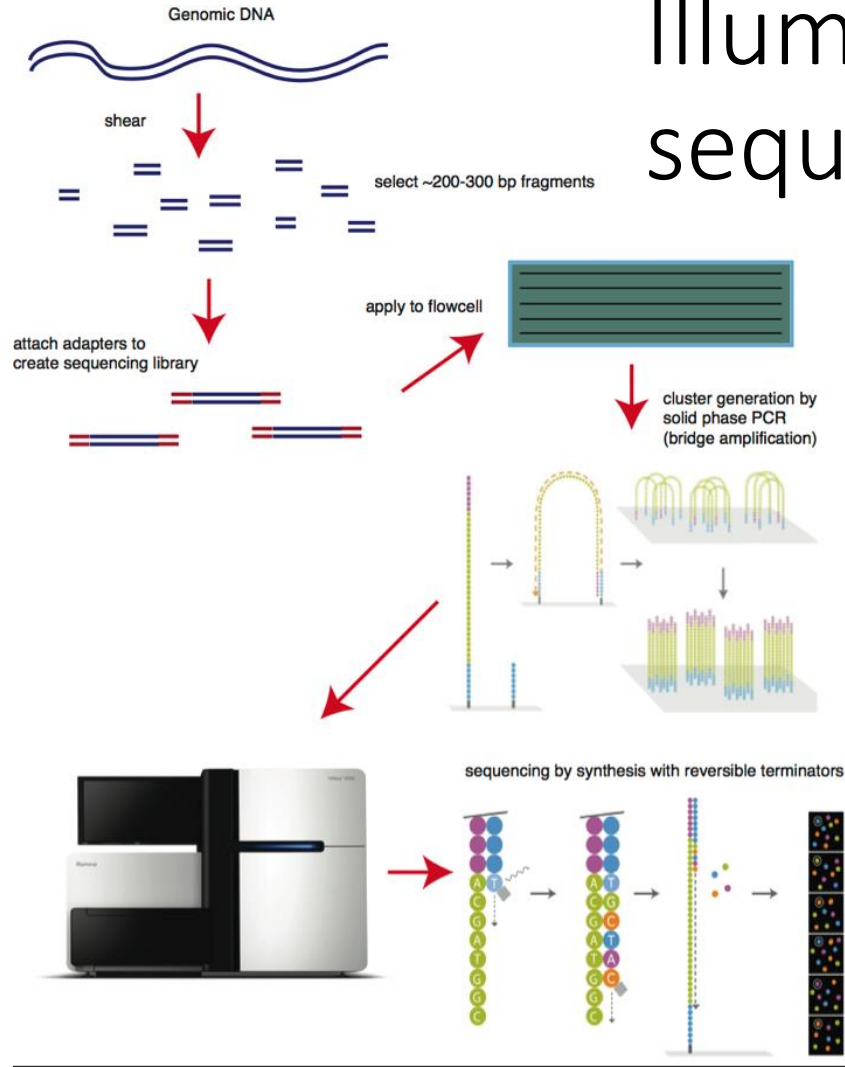 Illum
sequ
Genomic DNA
shear
select ~200-300 bp fragments
attach adapters to
create sequencing library
apply to flowcell
cluster generation by
solid phase PCR
(bridge amplification)
sequencing by synthesis with reversible terminators
A T
C
G
A
T
G
G
C
A T
C G
G C
A T
T A
G C
G
C